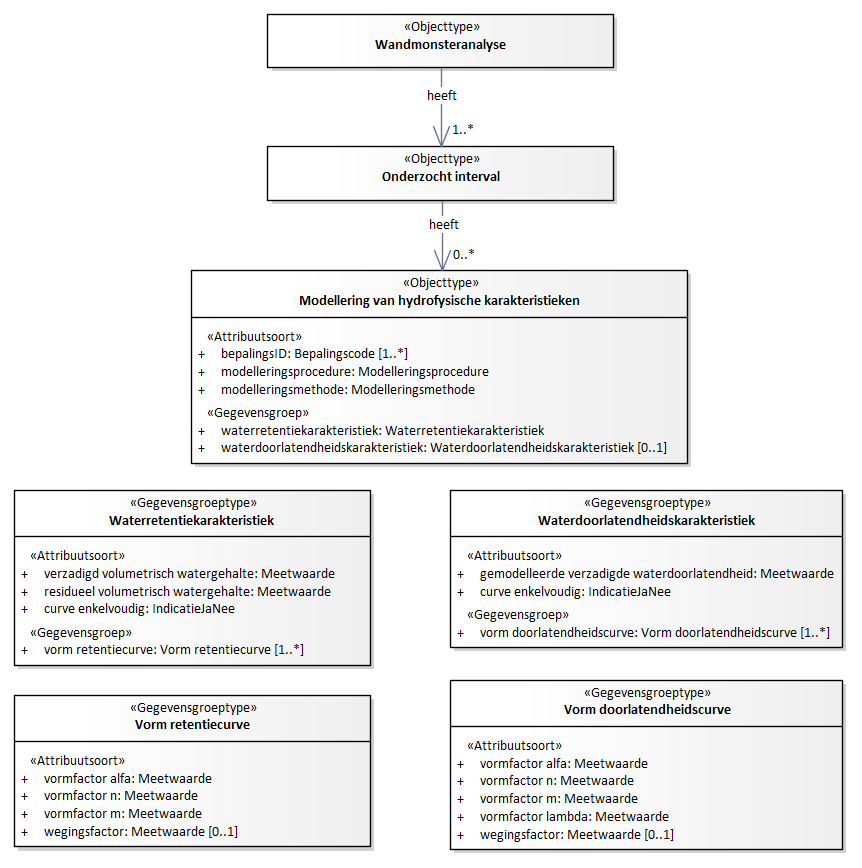 «Objecttype»
Wandmonsteranalyse
heeft
1..*
«Objecttype»
Onderzocht interval
heeft
0..*
«Objecttype»
Modellering van hydrofysische karakteristieken
«Attribuutsoort»
+ bepalingsID: Bepalingscode [1..*]
+ modelleringsprocedure: Modelleringsprocedure
+ modelleringsmethode: Modelleringsmethode
«Gegevensgroep»
+ waterretentiekarakteristiek: Waterretentiekarakteristiek
+ waterdoorlatendheidskarakteristiek: Waterdoorlatendheidskarakteristiek [0..1]
«Gegevensgroeptype»
Waterretentiekarakteristiek
«Attribuutsoort»
+ verzadigd volumetrisch watergehalte: Meetwaarde
+ residueel volumetrisch watergehalte: Meetwaarde
+ curve enkelvoudig: IndicatieJaNee
«Gegevensgroep»
+ vorm retentiecurve: Vorm retentiecurve [1..*]
«Gegevensgroeptype»
Waterdoorlatendheidskarakteristiek
«Attribuutsoort»
+ gemodelleerde verzadigde waterdoorlatendheid: Meetwaarde
+ curve enkelvoudig: IndicatieJaNee
«Gegevensgroep»
+ vorm doorlatendheidscurve: Vorm doorlatendheidscurve [1..*]
«Gegevensgroeptype»
Vorm retentiecurve
«Attribuutsoort»
+ vormfactor alfa: Meetwaarde
+ vormfactor n: Meetwaarde
+ vormfactor m: Meetwaarde
+ wegingsfactor: Meetwaarde [0..1]
«Gegevensgroeptype»
Vorm doorlatendheidscurve
«Attribuutsoort»
+ vormfactor alfa: Meetwaarde
+ vormfactor n: Meetwaarde
+ vormfactor m: Meetwaarde
+ vormfactor lambda: Meetwaarde
+ wegingsfactor: Meetwaarde [0..1]